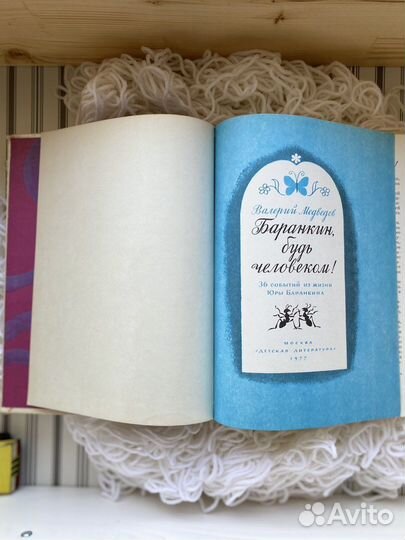 Валерий Медведев
Баранкин,
будь
человеком!
36 событий из жизни
Юры Баранкина
МОСКВА
«ДЕТСКАЯ ЛИТЕРАТУРА»
1977
Avito